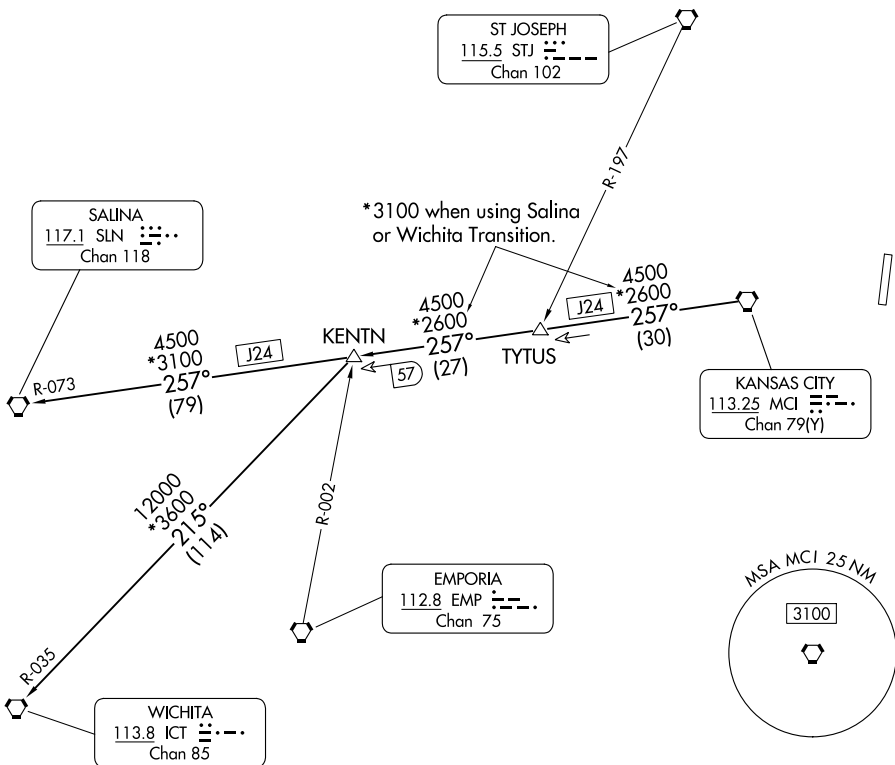 ST JOSEPH
115.5 STJ
Chan 102
R-197
*3100 when using Salina
or Wichita Transition.
SALINA
117.1 SLN
Chan 118
4500
*2600
J24
257°
(30)
4500
*2600
257°
(27)
TYTUS
KENTN
57
4500
*3100
J24
257°
(79)
R-073
KANSAS CITY
113.25 MCI
Chan 79(Y)
12000
*3600
215°
(114)
R-002
R-035
EMPORIA
112.8 EMP
Chan 75
MSA MCI 25 NM
3100
WICHITA
113.8 ICT
Chan 85